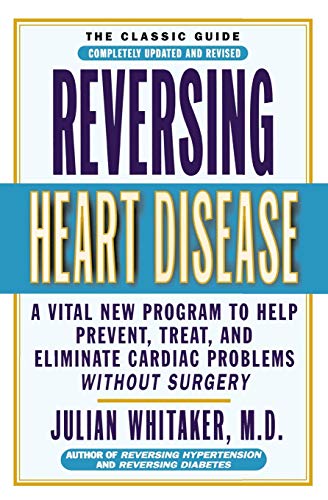 THE CLASSIC GUIDE
COMPLETELY UPDATED AND REVISED
REVERSING
HEART DISEASE
A VITAL NEW PROGRAM TO HELP
PREVENT, TREAT, AND
ELIMINATE CARDIAC PROBLEMS
WITHOUT SURGERY
JULIAN WHITAKER, M.D.
AUTHOR OF REVERSING HYPERTENSION
AND REVERSING DIABETES